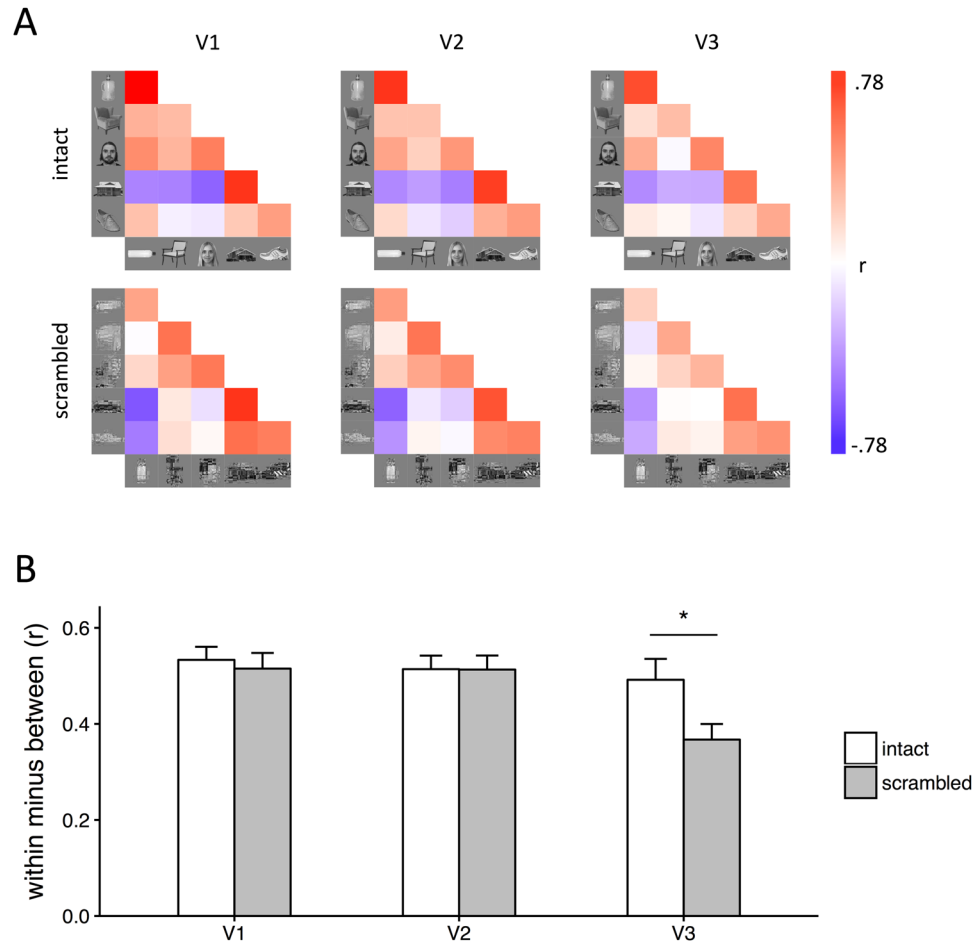 A
V1
V2
V3
intact
scrambled
.78
r
-.78
B
within minus between (r)
0.6
0.4
0.2
0.0
*
V1
V2
V3
intact
scrambled